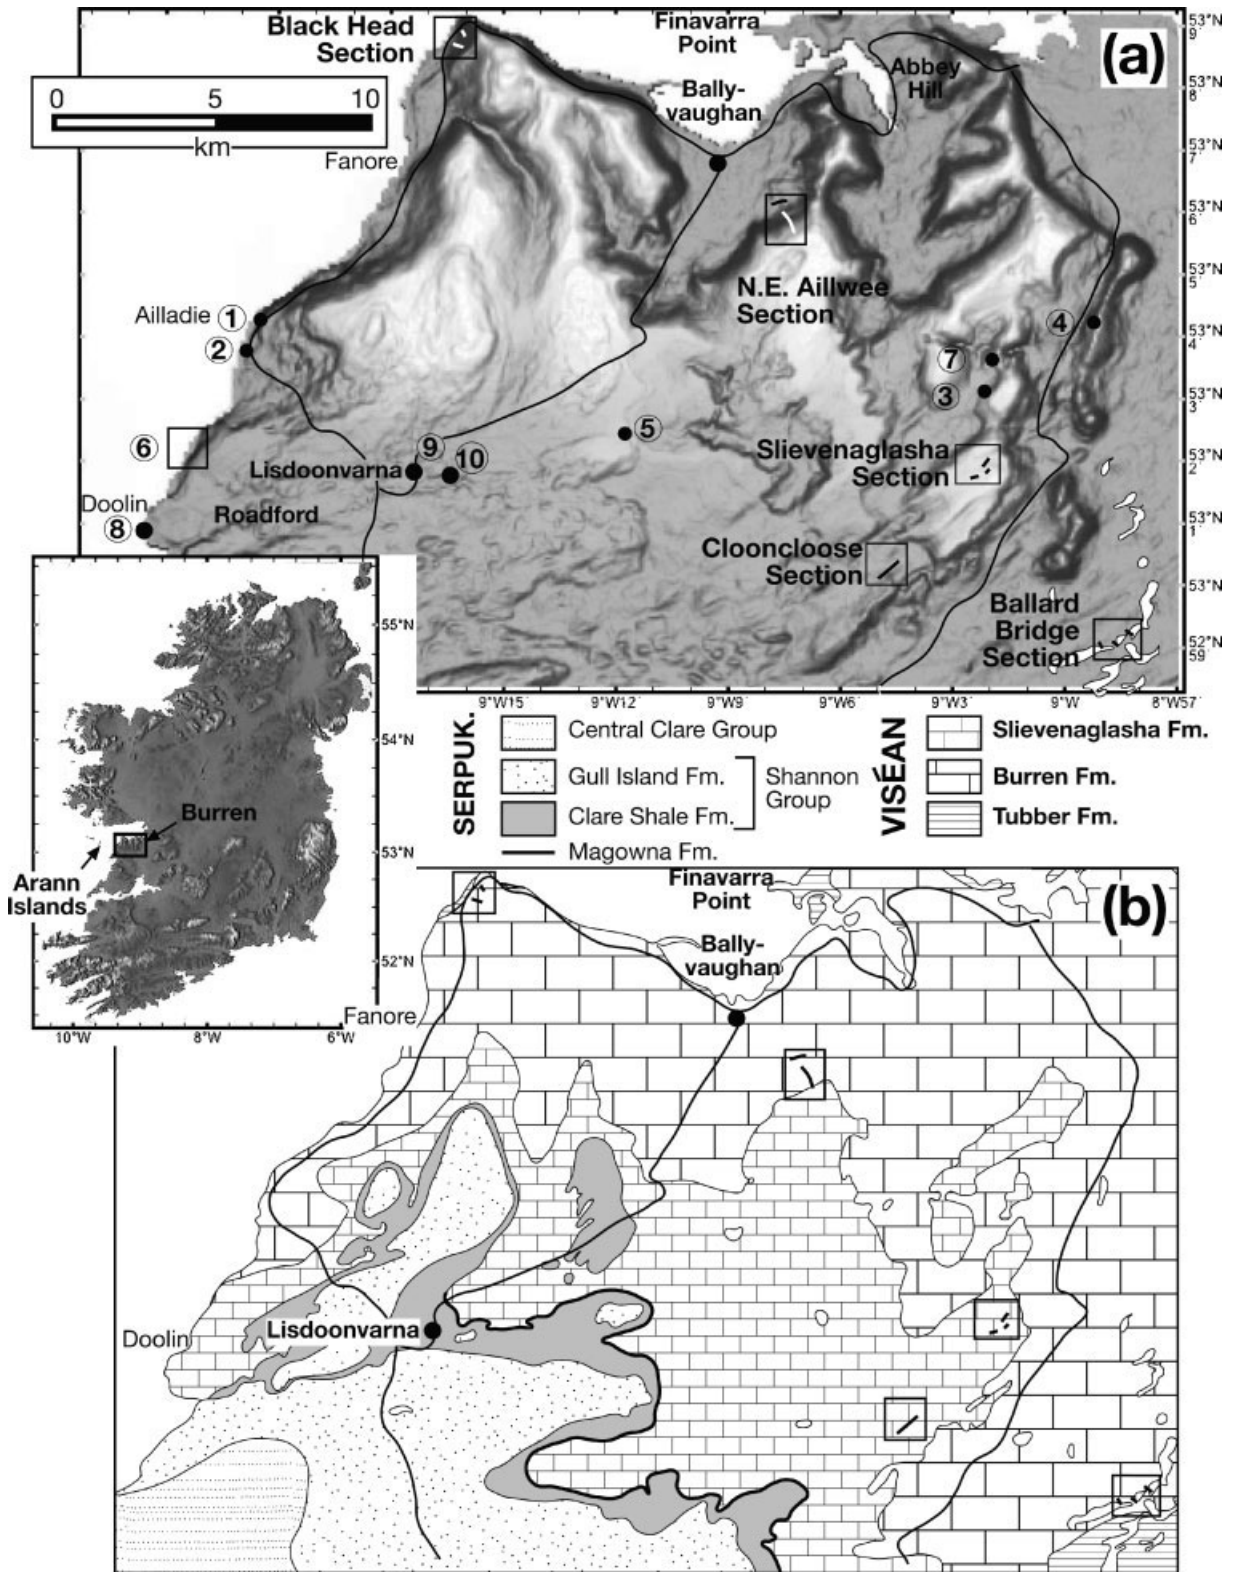 Black Head
Section
Finavarra
Point
(a)
Abbey
Hill
Bally-
vaughan
0 5 10
km
Fanore
53°N
9'
53°N
8'
53°N
7'
53°N
6'
53°N
5'
53°N
4'
53°N
3'
53°N
2'
53°N
1'
53°N
52°N
59'
N.E. Aillwee
Section
Ailladie 1
2
4
7
3
5
6
9
Lisdoonvarna 10
Slievenaglasha
Section
Doolin
8
Roadford
Clooncloose
Section
Ballard
Bridge
Section
9°W15 9°W12 9°W9 9°W6 9°W3 9°W 8°W57
55°N
54°N
53°N
52°N
Burren
Arann
Islands
10°W 8°W 6°W
SERPUK.
Central Clare Group
Gull Island Fm.
Clare Shale Fm.
Shannon
Group
Magowna Fm.
VISÉAN
Slievenaglasha Fm.
Burren Fm.
Tubber Fm.
Finavarra
Point
(b)
Bally-
vaughan
Fanore
Doolin
Lisdoonvarna